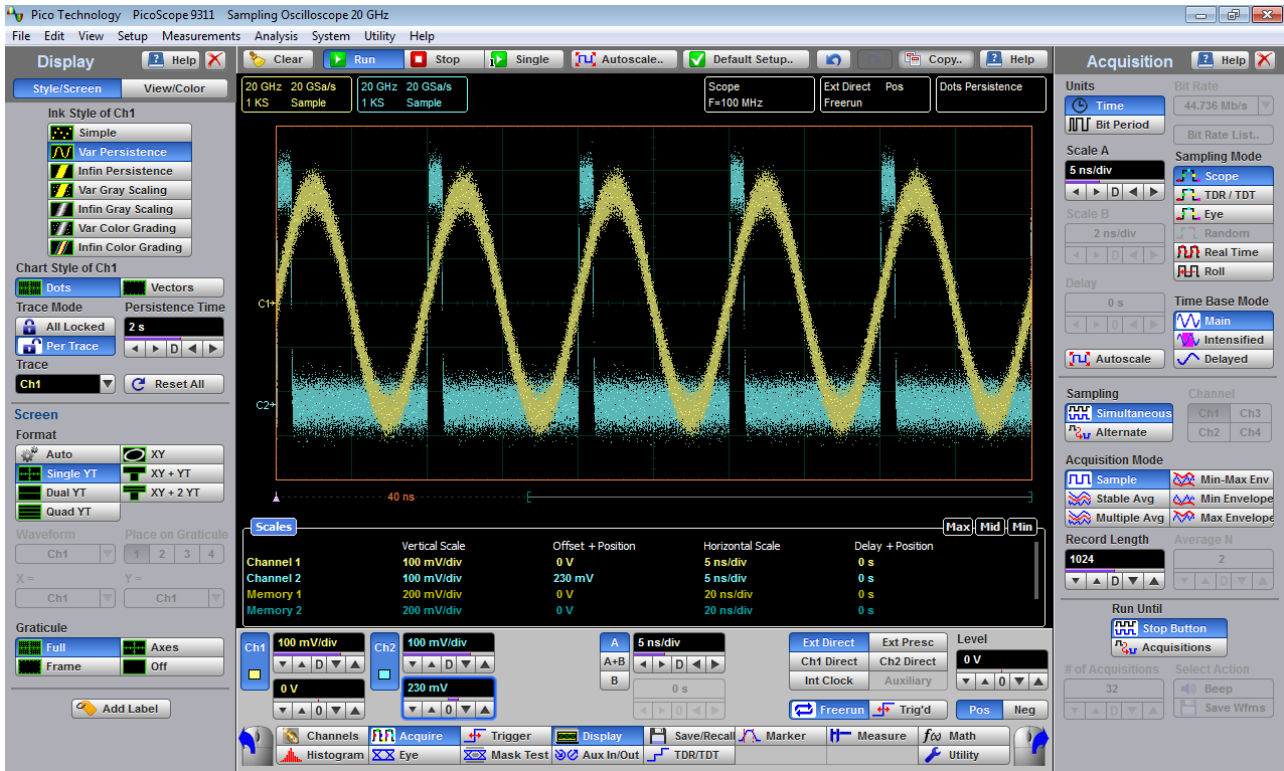 Pico Technology PicoScope 9311 Sampling Oscilloscope 20 GHz
File Edit View Setup Measurements Analysis System Utility Help
Display Help
Style/Screen View/Color
Ink Style of Ch1
Simple
Var Persistence
Infin Persistence
Var Gray Scaling
Infin Gray Scaling
Var Color Grading
Infin Color Grading
Chart Style of Ch1
Dots Vectors
Trace Mode Persistence Time
All Locked 2 s
Per Trace D
Trace
Ch1 Reset All
Screen
Format
Auto XY
Single YT XY + YT
Dual YT XY + 2 YT
Quad YT
Waveform Place on Graticule
Ch1 1 2 3 4
X = Y =
Ch1 Ch1
Graticule
Full Axes
Frame Off
Add Label
Clear Run Stop Single Autoscale.. Default Setup.. Copy.. Help
20 GHz 20 GSa/s
1 KS Sample
20 GHz 20 GSa/s
1 KS Sample
Scope
F=100 MHz
Ext Direct Pos
Freerun
Dots Persistence
C1
C2
40 ns
Scales Max Mid Min
Vertical Scale Offset + Position Horizontal Scale Delay + Position
Channel 1 100 mV/div 0 V 5 ns/div 0 s
Channel 2 100 mV/div 230 mV 5 ns/div 0 s
Memory 1 200 mV/div 0 V 20 ns/div 0 s
Memory 2 200 mV/div 0 V 20 ns/div 0 s
Ch1 100 mV/div Ch2 100 mV/div A 5 ns/div Ext Direct Ext Presc Level
D D A+B D Ch1 Direct Ch2 Direct 0 V
0 V 230 mV B 0 s Int Clock Auxiliary 0
0 0 0 Freerun Trig'd Pos Neg
Channels Acquire Trigger Display Save/Recall Marker Measure f(x) Math
Histogram Eye Mask Test Aux In/Out TDR/TDT Utility
Acquisition Help
Units Bit Rate
Time 44.736 Mb/s
Bit Period Bit Rate List..
Scale A Sampling Mode
5 ns/div Scope
D TDR / TDT
Scale B Eye
2 ns/div Random
D Real Time
Roll
Delay
0 s Time Base Mode
0 Main
Intensified
Autoscale Delayed
Sampling Channel
Simultaneous Ch1 Ch3
Alternate Ch2 Ch4
Acquisition Mode
Sample Min-Max Env
Stable Avg Min Envelope
Multiple Avg Max Envelope
Record Length Average N
1024 2
D D
Run Until
Stop Button
Acquisitions
# of Acquisitions Select Action
32 Beep
D Save Wfms